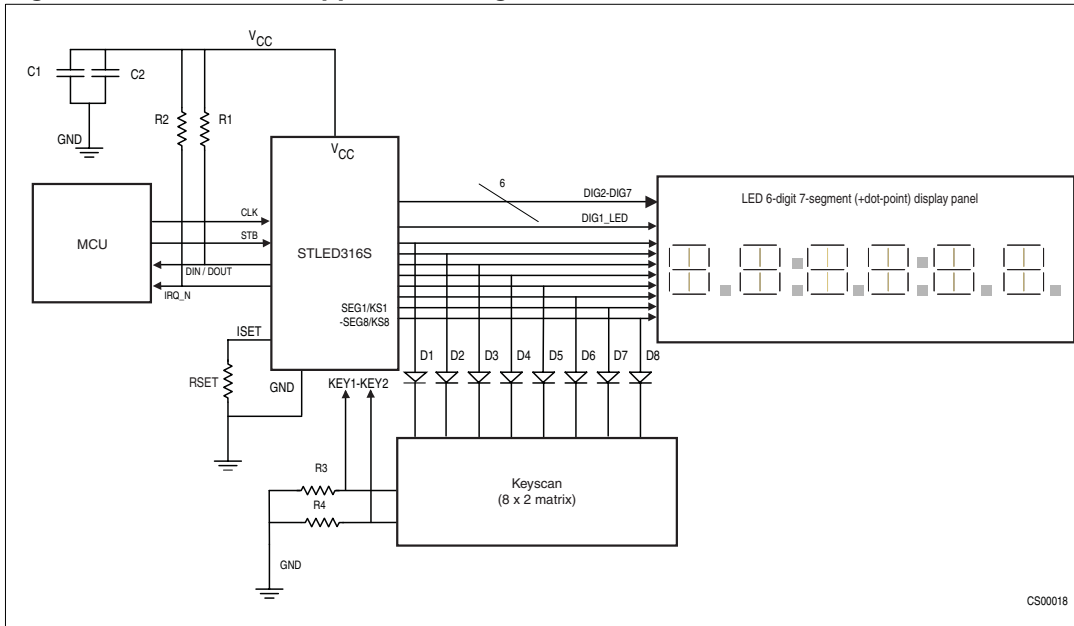 VCC
C1
C2
R2
R1
GND
VCC
MCU
CLK
STB
DIN / DOUT
IRQ_N
STLED316S
6
DIG2-DIG7
DIG1_LED
LED 6-digit 7-segment (+dot-point) display panel
SEG1/KS1
-SEG8/KS8
ISET
RSET
GND
KEY1-KEY2
D1
D2
D3
D4
D5
D6
D7
D8
R3
R4
GND
Keyscan
(8 x 2 matrix)
CS00018